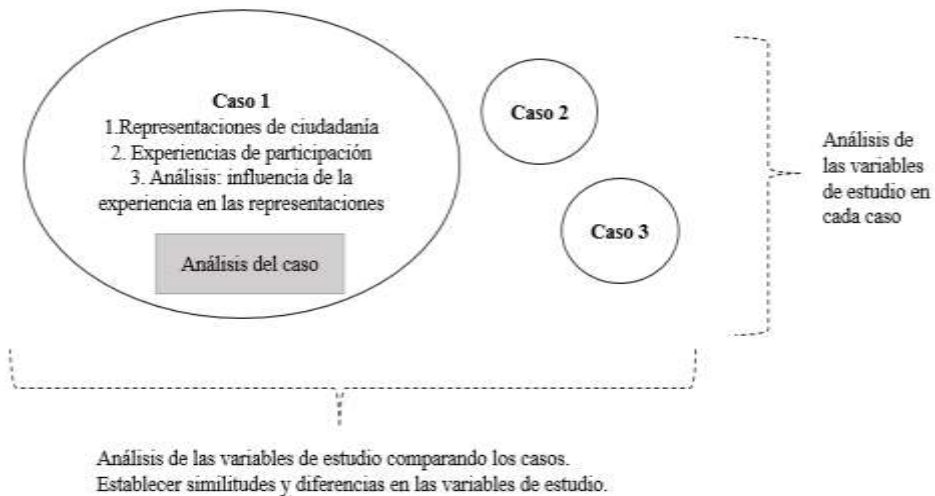 Caso 1
1.Representaciones de ciudadanía
2. Experiencias de participación
3. Análisis: influencia de la
experiencia en las representaciones
Análisis del caso
Caso 2
Caso 3
Análisis de
las variables
de estudio en
cada caso
Análisis de las variables de estudio comparando los casos.
Establecer similitudes y diferencias en las variables de estudio.